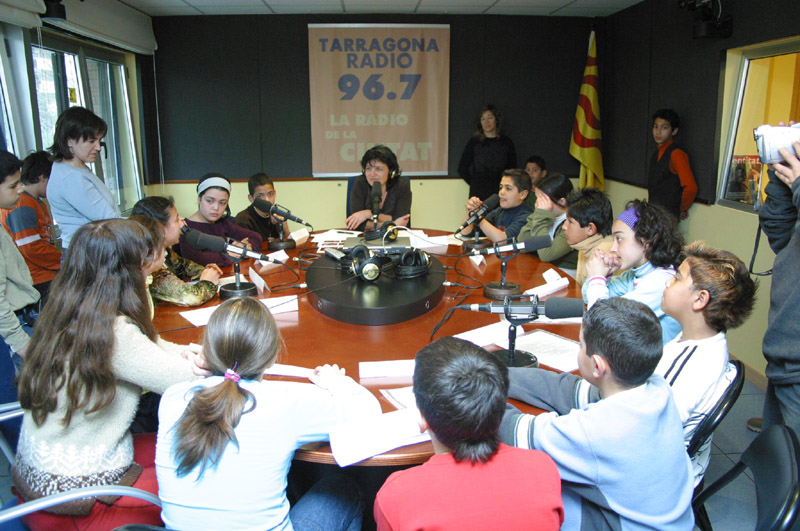 TARRAGONA
RADIO
96.7
LA RADIO
DE LA
CIUTAT